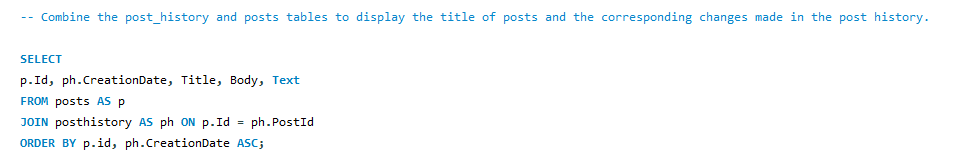 -- Combine the post_history and posts tables to display the title of posts and the corresponding changes made in the post history.
SELECT
p.Id, ph.CreationDate, Title, Body, Text
FROM posts AS p
JOIN posthistory AS ph ON p.Id = ph.PostId
ORDER BY p.id, ph.CreationDate ASC;